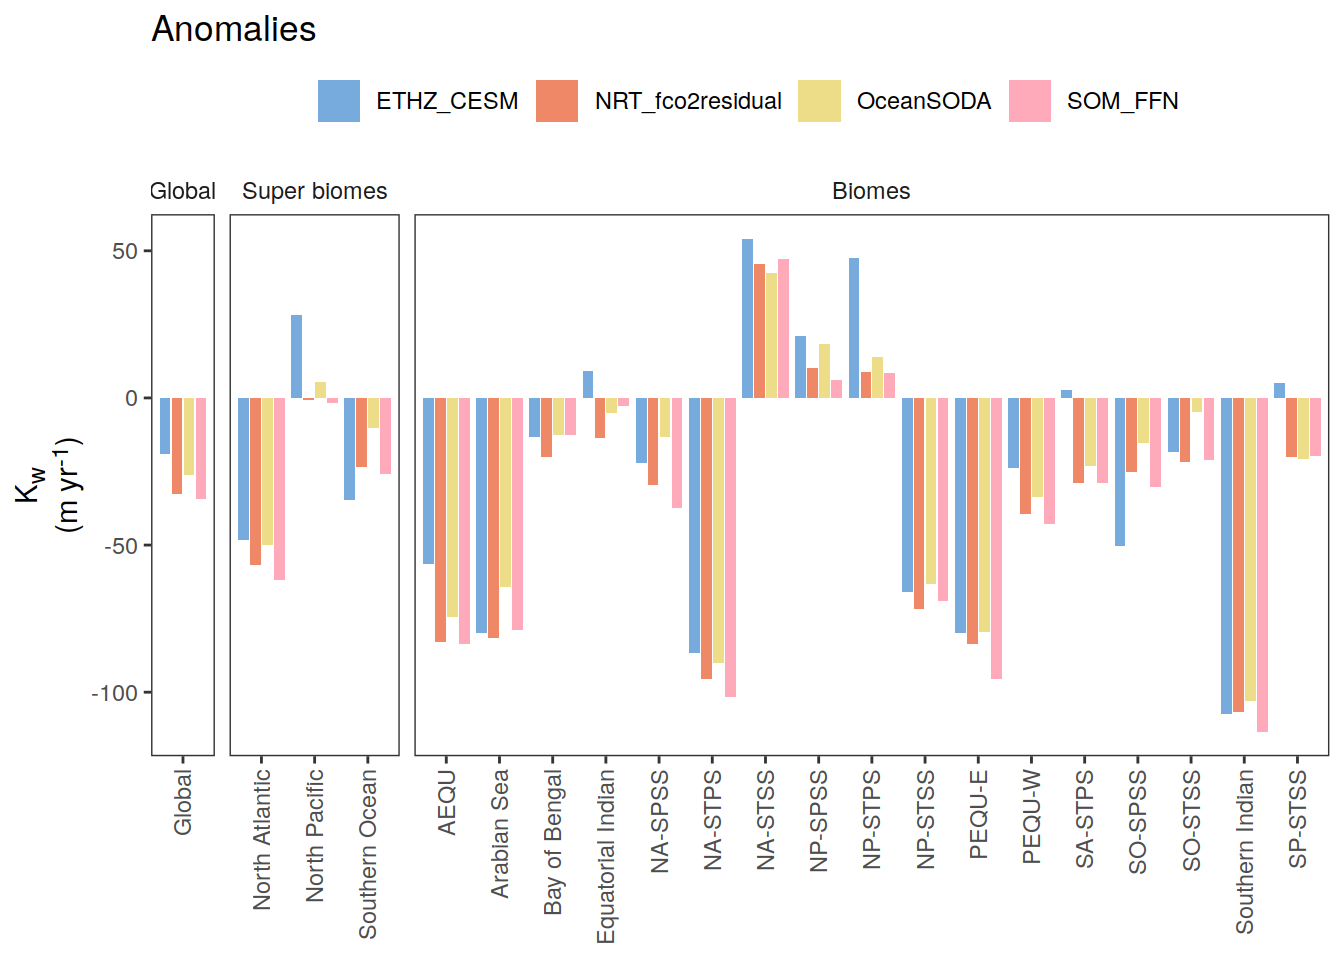 Anomalies
ETHZ_CESM NRT_fco2residual OceanSODA SOM_FFN
Global Super biomes Biomes
50
0
-50
-100
Kw
(m yr-1)
Global
North Atlantic
North Pacific
Southern Ocean
AEQU
Arabian Sea
Bay of Bengal
Equatorial Indian
NA-SPSS
NA-STPS
NA-STSS
NP-SPSS
NP-STPS
NP-STSS
PEQU-E
PEQU-W
SA-STPS
SO-SPSS
SO-STSS
Southern Indian
SP-STSS